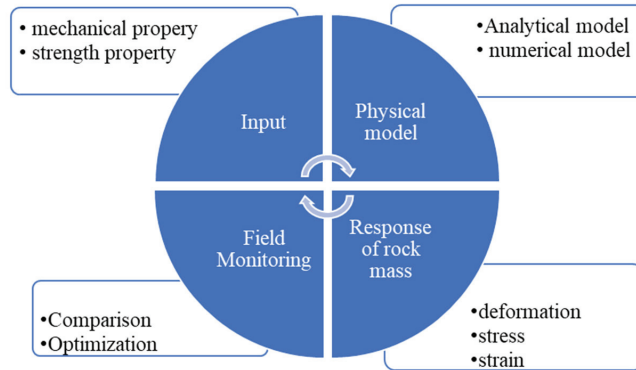 • mechanical propery
• strength property
•Analytical model
• numerical model
Input
Physical
model
Field
Monitoring
Response
of rock
mass
•Comparison
•Optimization
•deformation
•stress
•strain